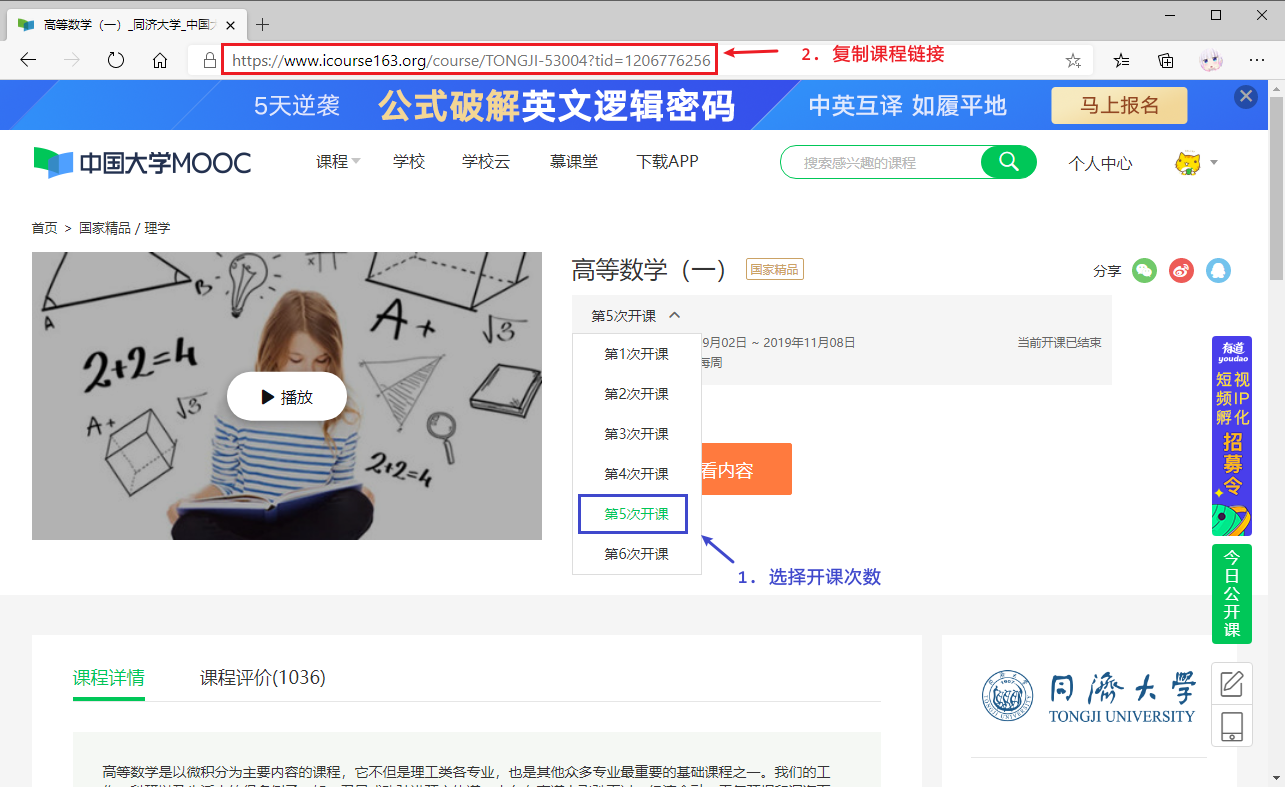 高等数学（一）_同济大学_中国大
https://www.icourse163.org/course/TONGJI-53004?tid=1206776256
2. 复制课程链接
5天逆袭 公式破解英文逻辑密码 中英互译 如履平地 马上报名
中国大学MOOC 课程 学校 学校云 慕课堂 下载APP 搜索感兴趣的课程 个人中心
首页 > 国家精品 / 理学
高等数学（一） 国家精品 分享
第5次开课
9月02日 ~ 2019年11月08日 当前开课已结束
每周
第1次开课
第2次开课
第3次开课
第4次开课
第5次开课
第6次开课
看内容
1. 选择开课次数
播放
A
B
A+
√3
2+2=4
A+
√3
2+2=4
有道
youdao
短视
频IP
孵化
招
募
令
今
日
公
开
课
课程详情 课程评价(1036)
同濟大学
TONGJI UNIVERSITY
高等数学是以微积分为主要内容的课程，它不但是理工类各专业，也是其他众多专业最重要的基础课程之一。我们的工